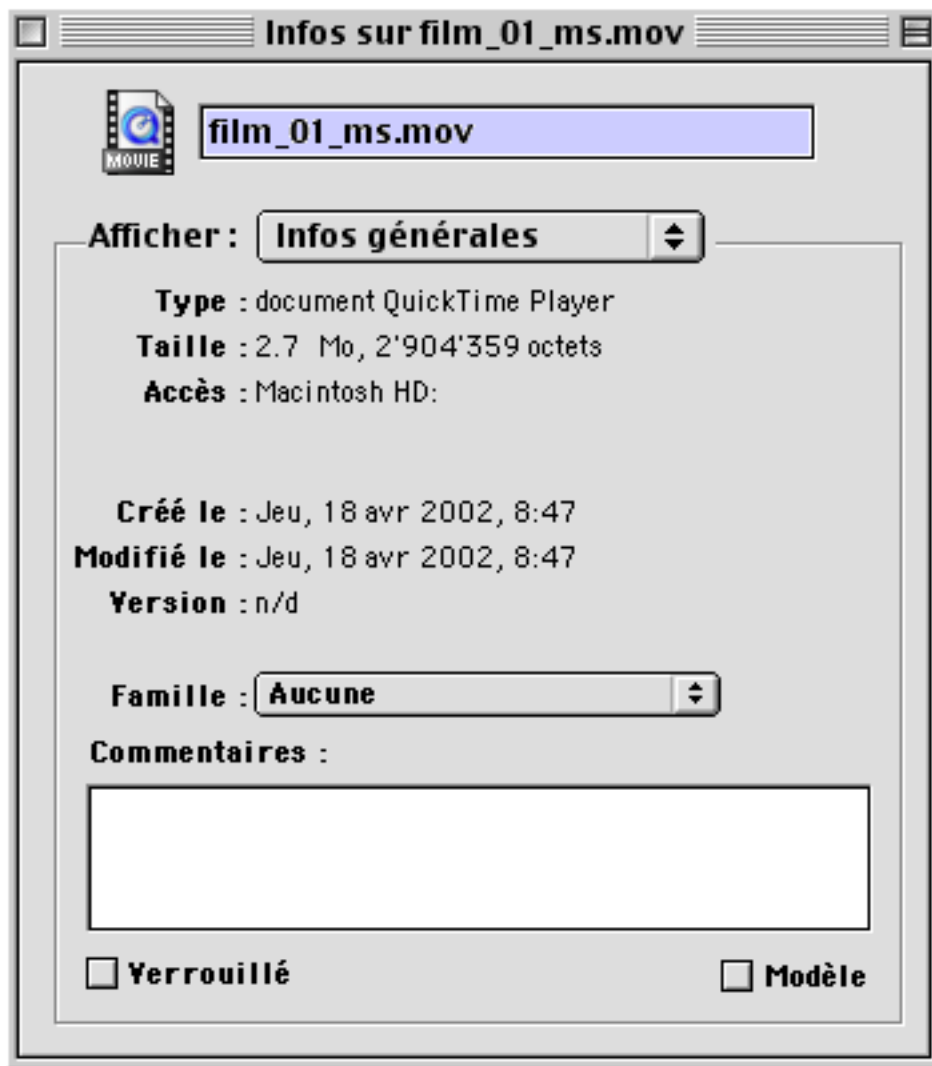 Infos sur film_01_ms.mov
MOVIE
film_01_ms.mov
Afficher : Infos générales
Type : document QuickTime Player
Taille : 2.7 Mo, 2'904'359 octets
Accès : Macintosh HD:
Créé le : Jeu, 18 avr 2002, 8:47
Modifié le : Jeu, 18 avr 2002, 8:47
Version : n/d
Famille : Aucune
Commentaires :
Verrouillé
Modèle